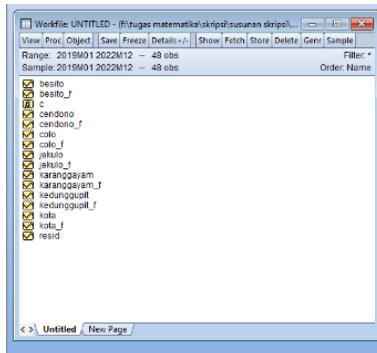 Workfile: UNTITLED - (f:\tugas matematika\skripsi\susunan skripsi\...
View Proc Object Save Freeze Details+/- Show Fetch Store Delete Genr Sample
Range: 2019M01 2022M12 -- 48 obs Filter: *
Sample: 2019M01 2022M12 -- 48 obs Order: Name
besito
besito_f
c
cendono
cendono_f
colo
colo_f
jekulo
jekulo_f
karanggayam
karanggayam_f
kedunggupit
kedunggupit_f
kota
kota_f
resid
< > Untitled New Page